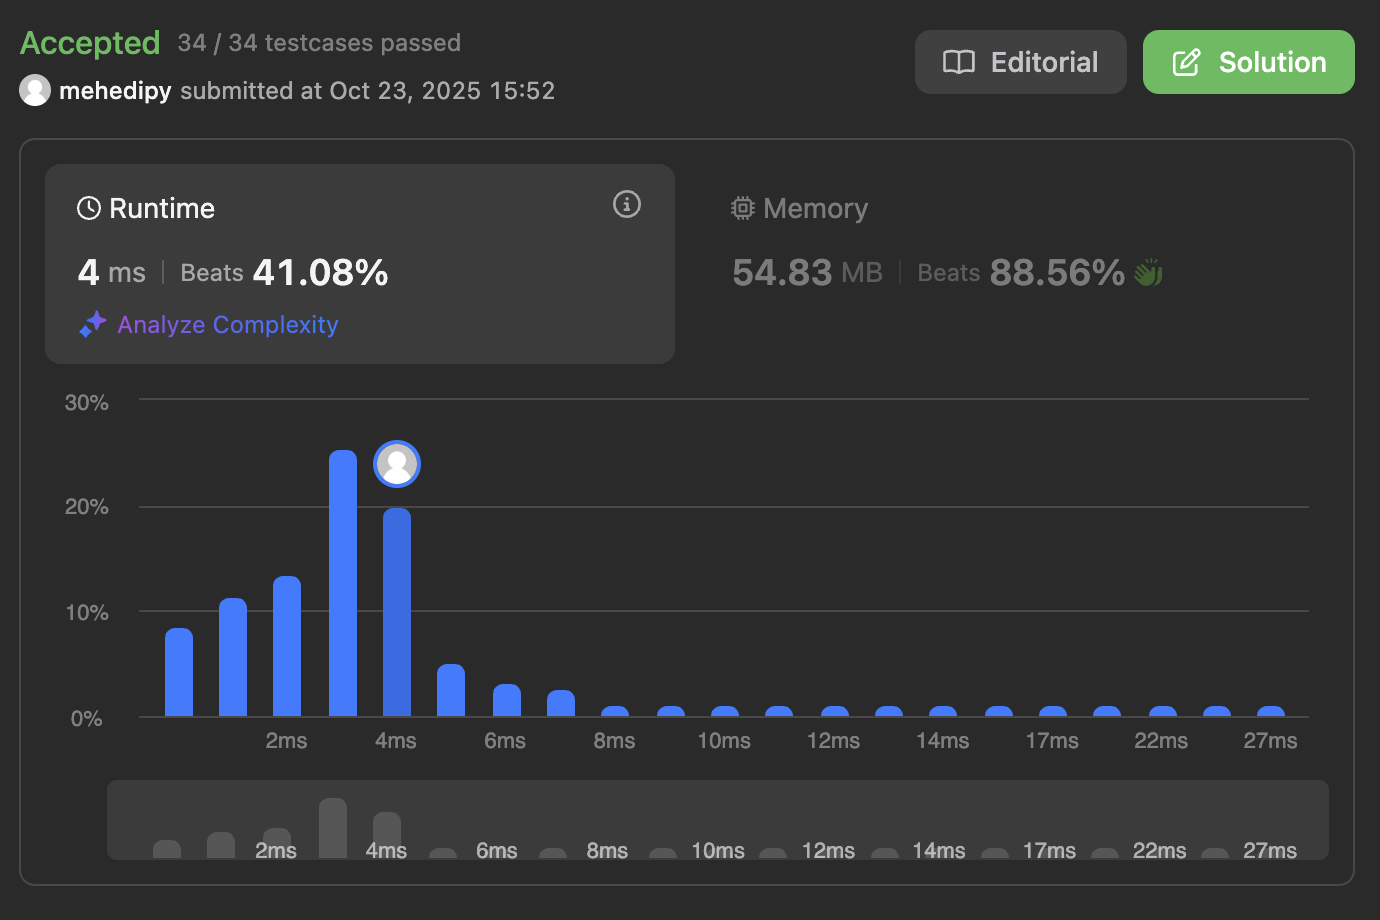 Accepted 34 / 34 testcases passed
mehedipy submitted at Oct 23, 2025 15:52
Editorial
Solution
Runtime
4 ms | Beats 41.08%
Analyze Complexity
Memory
54.83 MB | Beats 88.56%
30%
20%
10%
0%
2ms 4ms 6ms 8ms 10ms 12ms 14ms 17ms 22ms 27ms
2ms 4ms 6ms 8ms 10ms 12ms 14ms 17ms 22ms 27ms